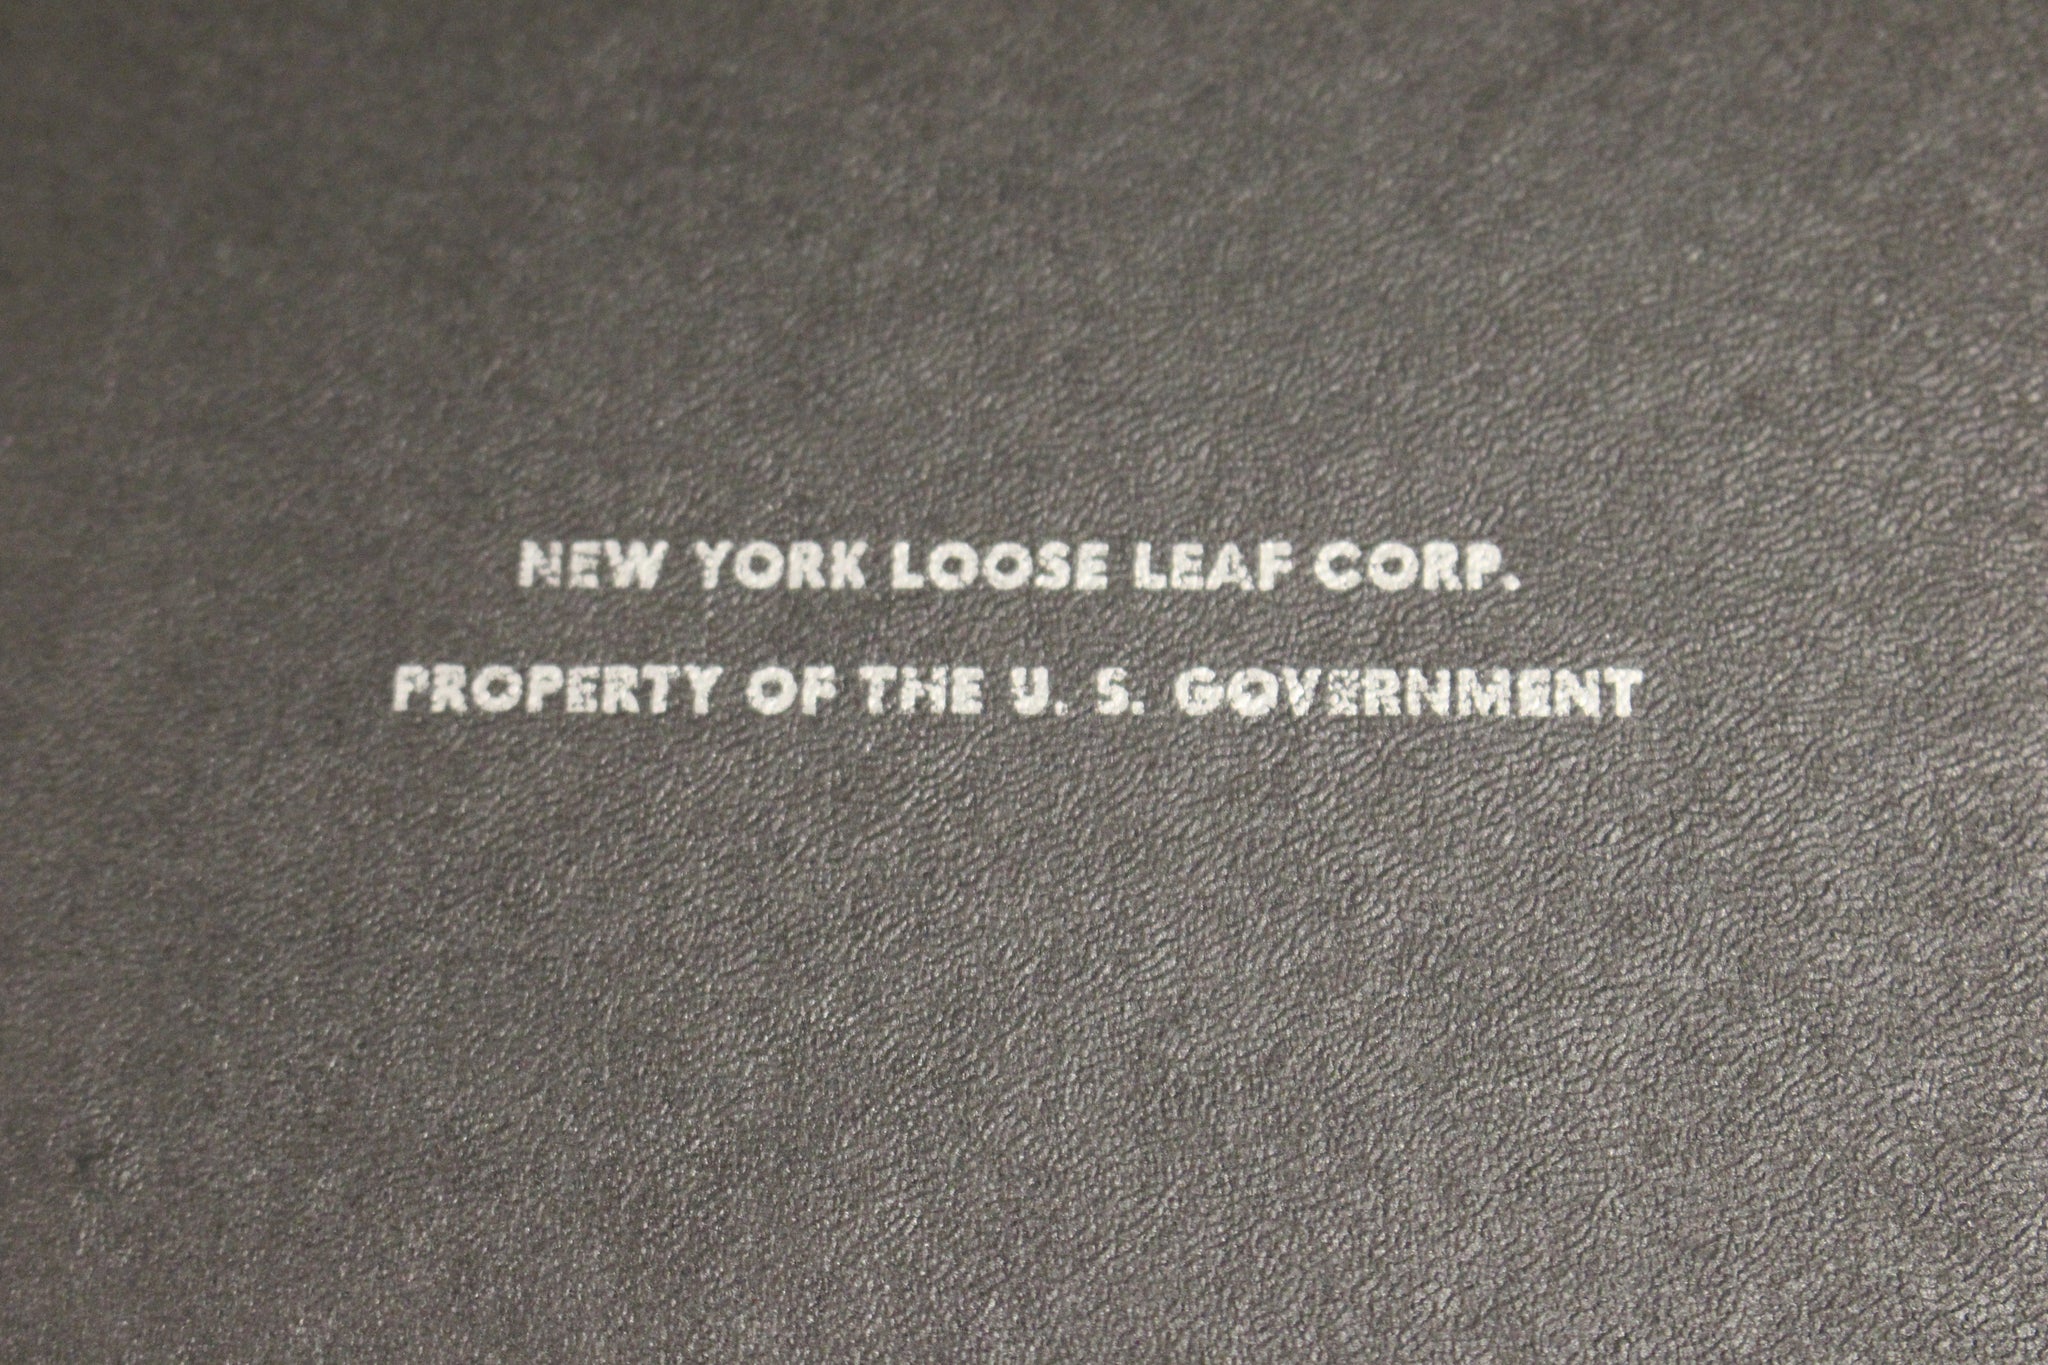 NEW YORK LOOSE LEAF CORP.
PROPERTY OF THE U. S. GOVERNMENT